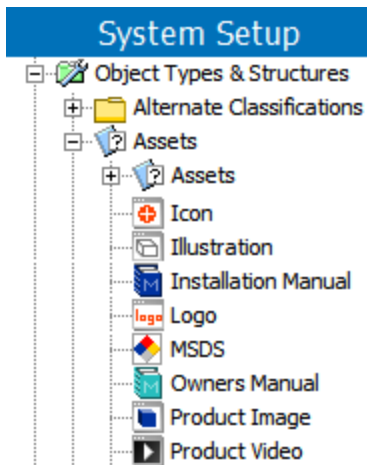 System Setup
Object Types & Structures
Alternate Classifications
Assets
Assets
Icon
Illustration
M Installation Manual
logo Logo
MSDS
M Owners Manual
Product Image
Product Video